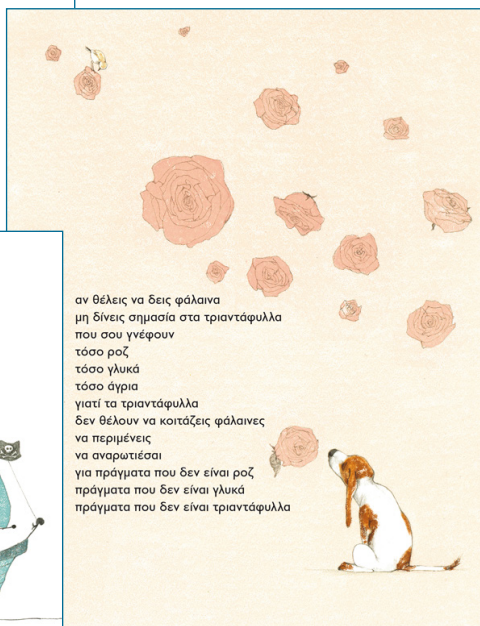 αν θέλεις να δεις φάλαινα
μη δίνεις σημασία στα τριαντάφυλλα
που σου γνέφουν
τόσο ροζ
τόσο γλυκά
τόσο άγρια
γιατί τα τριαντάφυλλα
δεν θέλουν να κοιτάζεις φάλαινες
να περιμένεις
να αναρωτιέσαι
για πράγματα που δεν είναι ροζ
πράγματα που δεν είναι γλυκά
πράγματα που δεν είναι τριαντάφυλλα